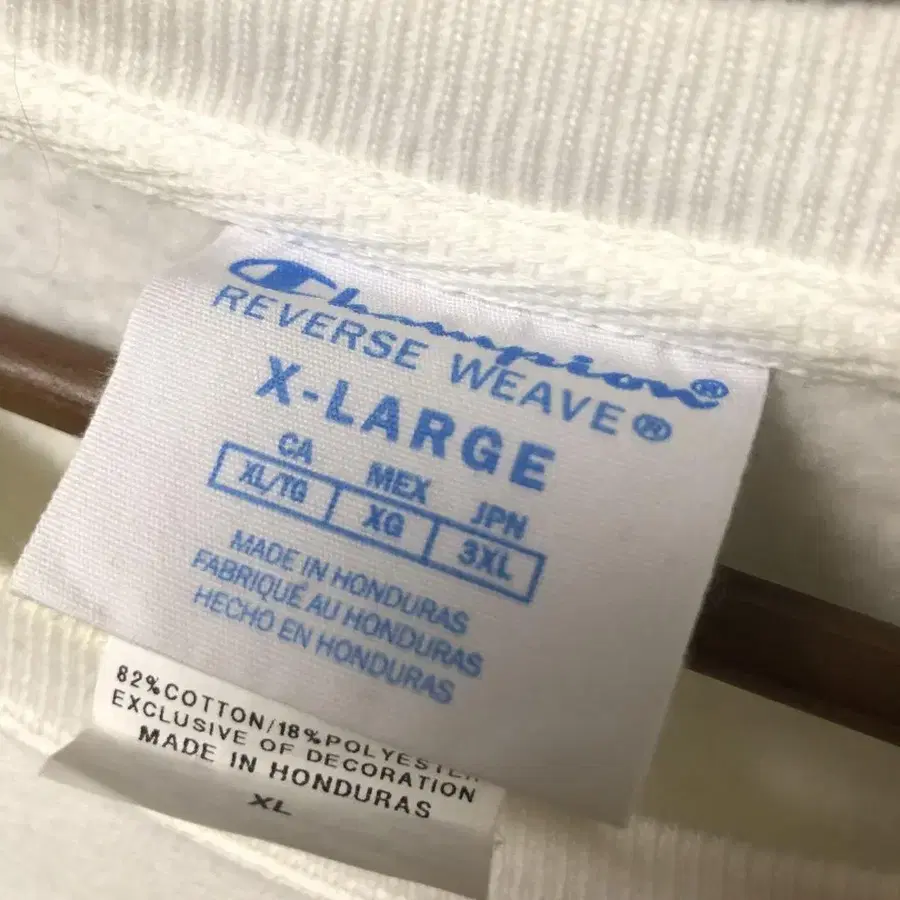 Champion®
REVERSE WEAVE®
X-LARGE
CA MEX JPN
XL/TG XG 3XL
MADE IN HONDURAS
FABRIQUÉ AU HONDURAS
HECHO EN HONDURAS
82%COTTON/18%POLYESTER
EXCLUSIVE OF DECORATION
MADE IN HONDURAS
XL